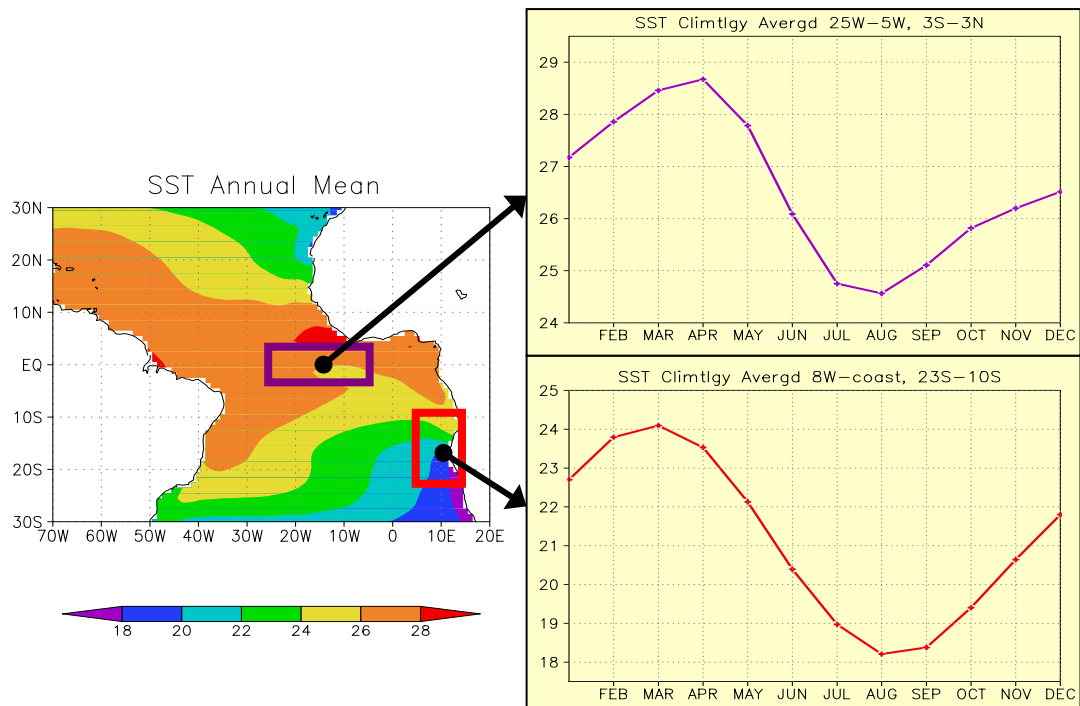 SST Climtlgy Avergd 25W-5W, 3S-3N
29
28
27
26
25
24
FEB MAR APR MAY JUN JUL AUG SEP OCT NOV DEC
SST Annual Mean
30N
20N
10N
EQ
10S
20S
30S
70W 60W 50W 40W 30W 20W 10W 0 10E 20E
18 20 22 24 26 28
SST Climtlgy Avergd 8W-coast, 23S-10S
25
24
23
22
21
20
19
18
FEB MAR APR MAY JUN JUL AUG SEP OCT NOV DEC